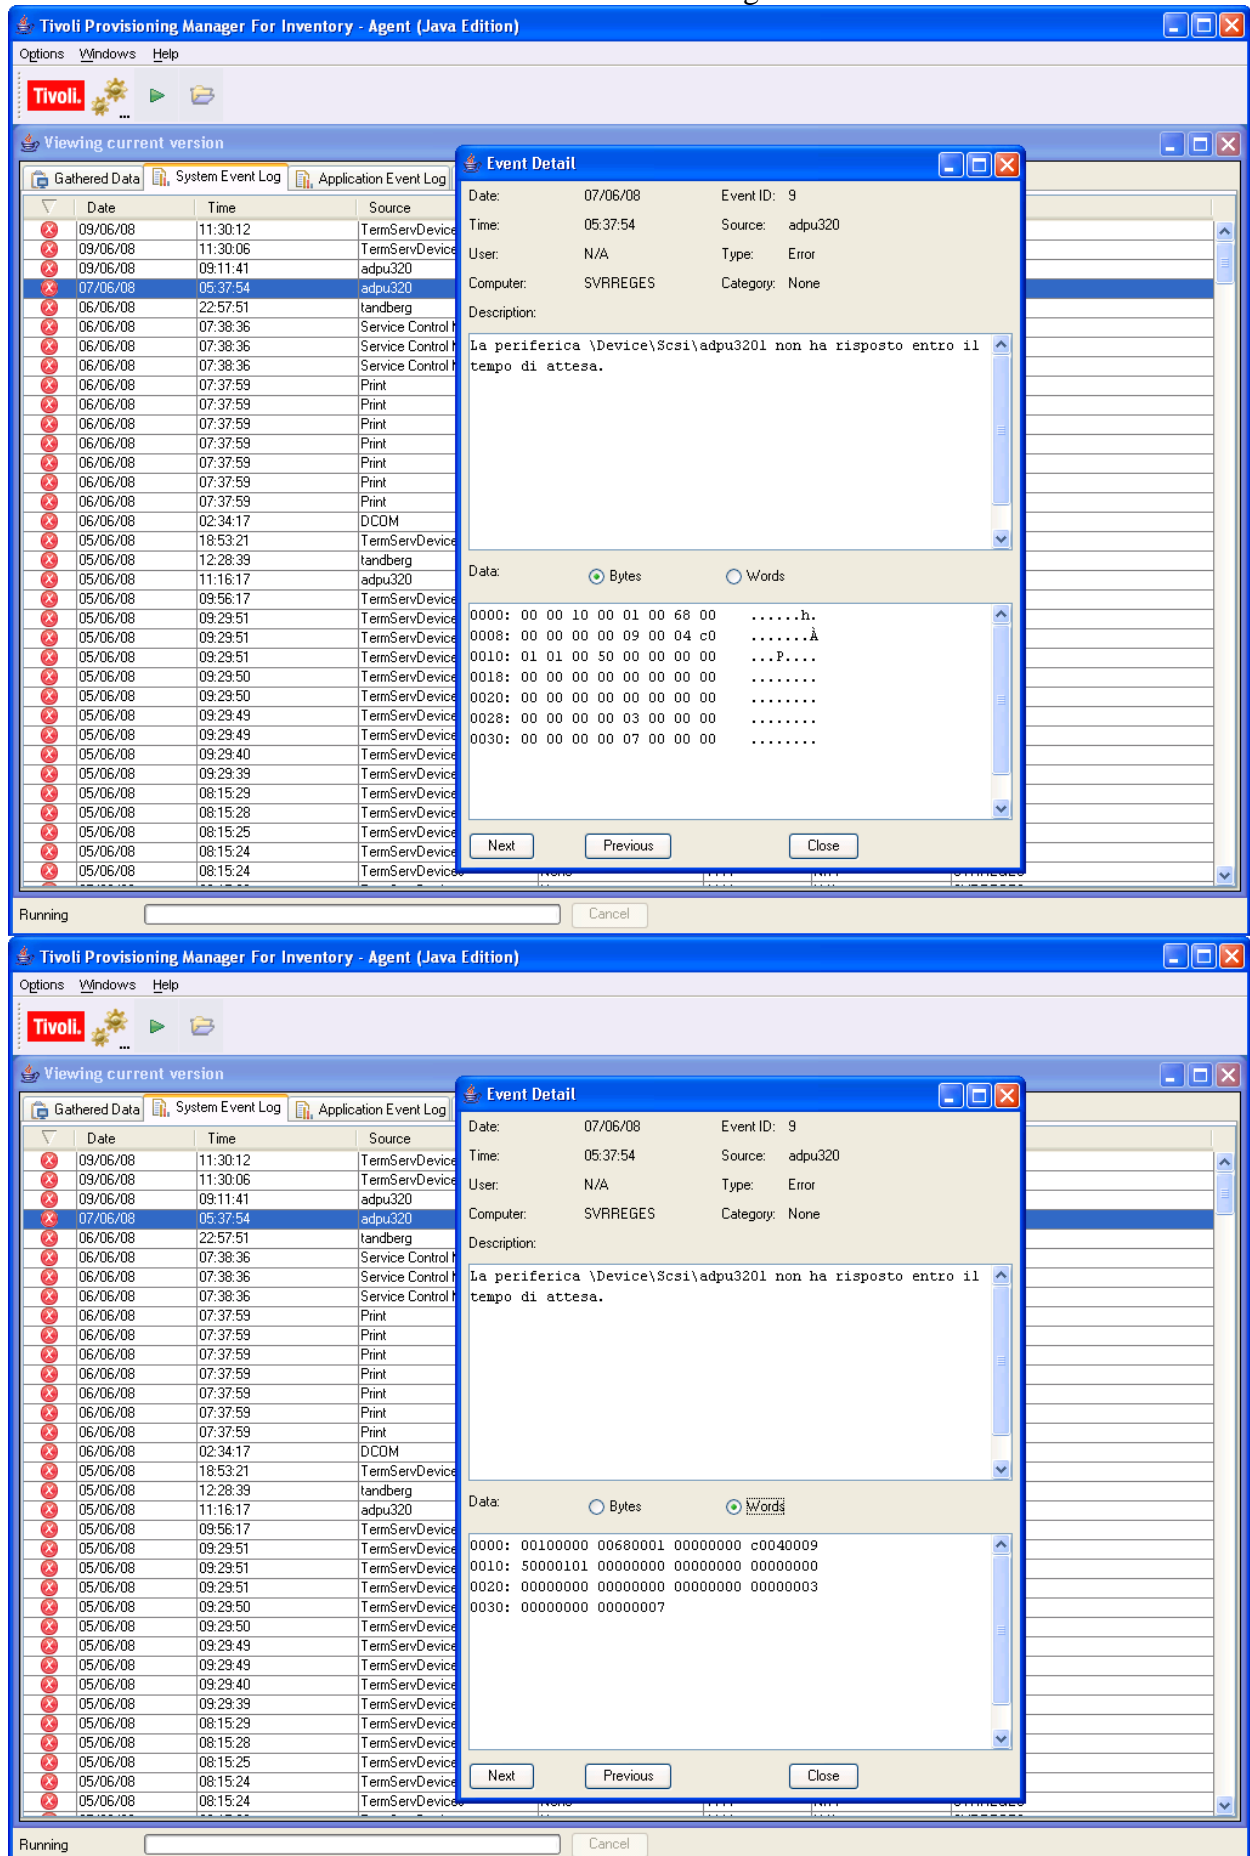 Tivoli Provisioning Manager For Inventory - Agent (Java Edition)
Options Windows Help
Tivoli. ...
Viewing current version
Gathered Data System Event Log Application Event Log
Date Time Source
09/06/08 11:30:12 TermServDevice
09/06/08 11:30:06 TermServDevice
09/06/08 09:11:41 adpu320
07/06/08 05:37:54 adpu320
06/06/08 22:57:51 tandberg
06/06/08 07:38:36 Service Control
06/06/08 07:38:36 Service Control
06/06/08 07:38:36 Service Control
06/06/08 07:37:59 Print
06/06/08 07:37:59 Print
06/06/08 07:37:59 Print
06/06/08 07:37:59 Print
06/06/08 07:37:59 Print
06/06/08 07:37:59 Print
06/06/08 07:37:59 Print
06/06/08 02:34:17 DCOM
05/06/08 18:53:21 TermServDevice
05/06/08 12:28:39 tandberg
05/06/08 11:16:17 adpu320
05/06/08 09:56:17 TermServDevice
05/06/08 09:29:51 TermServDevice
05/06/08 09:29:51 TermServDevice
05/06/08 09:29:51 TermServDevice
05/06/08 09:29:50 TermServDevice
05/06/08 09:29:50 TermServDevice
05/06/08 09:29:49 TermServDevice
05/06/08 09:29:49 TermServDevice
05/06/08 09:29:40 TermServDevice
05/06/08 09:29:39 TermServDevice
05/06/08 08:15:29 TermServDevice
05/06/08 08:15:28 TermServDevice
05/06/08 08:15:25 TermServDevice
05/06/08 08:15:24 TermServDevice
05/06/08 08:15:24 TermServDevice
Event Detail
Date: 07/06/08 Event ID: 9
Time: 05:37:54 Source: adpu320
User: N/A Type: Error
Computer: SVRREGES Category: None
Description:
La periferica \Device\Scsi\adpu3201 non ha risposto entro il
tempo di attesa.
Data: Bytes Words
0000: 00 00 10 00 01 00 68 00 ......h.
0008: 00 00 00 00 09 00 04 c0 .......À
0010: 01 01 00 50 00 00 00 00 ...P....
0018: 00 00 00 00 00 00 00 00 ........
0020: 00 00 00 00 00 00 00 00 ........
0028: 00 00 00 00 03 00 00 00 ........
0030: 00 00 00 00 07 00 00 00 ........
Next Previous Close
Running Cancel
Tivoli Provisioning Manager For Inventory - Agent (Java Edition)
Options Windows Help
Tivoli. ...
Viewing current version
Gathered Data System Event Log Application Event Log
Date Time Source
09/06/08 11:30:12 TermServDevice
09/06/08 11:30:06 TermServDevice
09/06/08 09:11:41 adpu320
07/06/08 05:37:54 adpu320
06/06/08 22:57:51 tandberg
06/06/08 07:38:36 Service Control
06/06/08 07:38:36 Service Control
06/06/08 07:38:36 Service Control
06/06/08 07:37:59 Print
06/06/08 07:37:59 Print
06/06/08 07:37:59 Print
06/06/08 07:37:59 Print
06/06/08 07:37:59 Print
06/06/08 07:37:59 Print
06/06/08 07:37:59 Print
06/06/08 02:34:17 DCOM
05/06/08 18:53:21 TermServDevice
05/06/08 12:28:39 tandberg
05/06/08 11:16:17 adpu320
05/06/08 09:56:17 TermServDevice
05/06/08 09:29:51 TermServDevice
05/06/08 09:29:51 TermServDevice
05/06/08 09:29:51 TermServDevice
05/06/08 09:29:50 TermServDevice
05/06/08 09:29:50 TermServDevice
05/06/08 09:29:49 TermServDevice
05/06/08 09:29:49 TermServDevice
05/06/08 09:29:40 TermServDevice
05/06/08 09:29:39 TermServDevice
05/06/08 08:15:29 TermServDevice
05/06/08 08:15:28 TermServDevice
05/06/08 08:15:25 TermServDevice
05/06/08 08:15:24 TermServDevice
05/06/08 08:15:24 TermServDevice
Event Detail
Date: 07/06/08 Event ID: 9
Time: 05:37:54 Source: adpu320
User: N/A Type: Error
Computer: SVRREGES Category: None
Description:
La periferica \Device\Scsi\adpu3201 non ha risposto entro il
tempo di attesa.
Data: Bytes Words
0000: 00100000 00680001 00000000 c0040009
0010: 50000101 00000000 00000000 00000000
0020: 00000000 00000000 00000000 00000003
0030: 00000000 00000007
Next Previous Close
Running Cancel